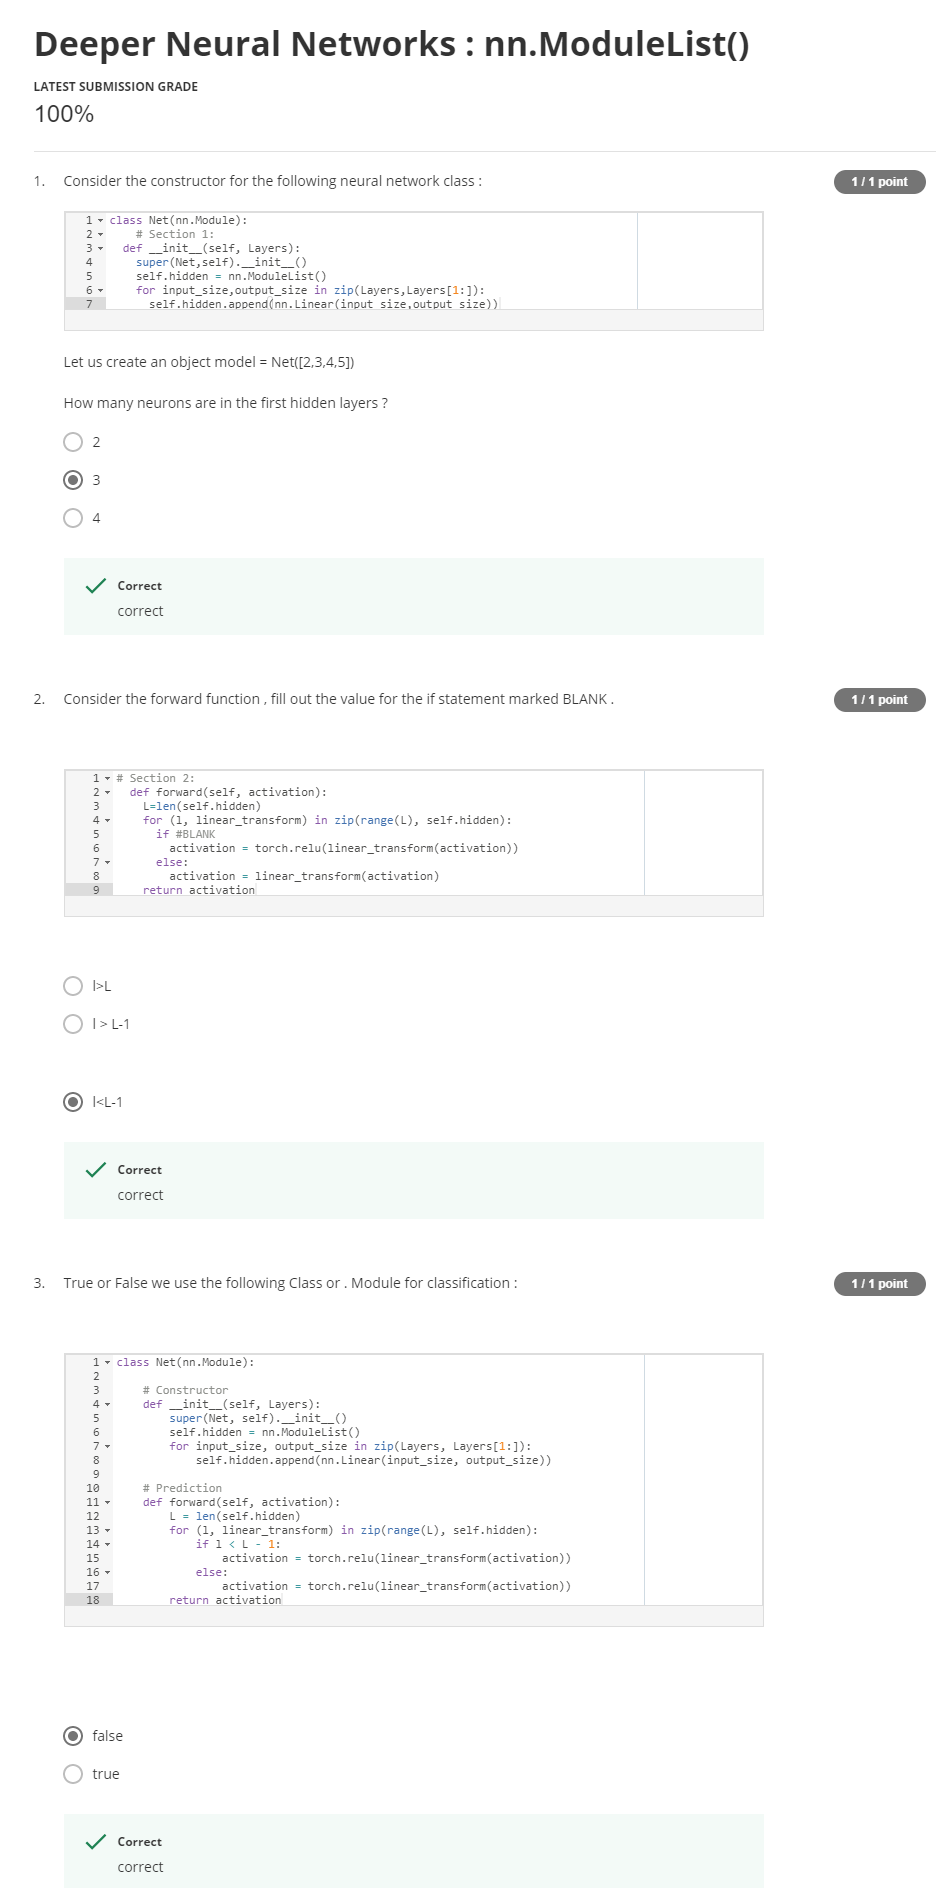 Deeper Neural Networks : nn.ModuleList()
LATEST SUBMISSION GRADE
100%
1. Consider the constructor for the following neural network class :
1 / 1 point
1 class Net(nn.Module):
2 # Section 1:
3 def __init__(self, Layers):
4 super(Net,self).__init__()
5 self.hidden = nn.ModuleList()
6 for input_size,output_size in zip(Layers,Layers[1:]):
7 self.hidden.append(nn.Linear(input_size,output_size))
Let us create an object model = Net([2,3,4,5])
How many neurons are in the first hidden layers ?
2
3
4
Correct
correct
2. Consider the forward function , fill out the value for the if statement marked BLANK .
1 / 1 point
1 # Section 2:
2 def forward(self, activation):
3 L=len(self.hidden)
4 for (l, linear_transform) in zip(range(L), self.hidden):
5 if #BLANK
6 activation = torch.relu(linear_transform(activation))
7 else:
8 activation = linear_transform(activation)
9 return activation
l>L
l > L-1
l<L-1
Correct
correct
3. True or False we use the following Class or . Module for classification :
1 / 1 point
1 class Net(nn.Module):
2
3 # Constructor
4 def __init__(self, Layers):
5 super(Net, self).__init__()
6 self.hidden = nn.ModuleList()
7 for input_size, output_size in zip(Layers, Layers[1:]):
8 self.hidden.append(nn.Linear(input_size, output_size))
9
10 # Prediction
11 def forward(self, activation):
12 L = len(self.hidden)
13 for (l, linear_transform) in zip(range(L), self.hidden):
14 if l < L - 1:
15 activation = torch.relu(linear_transform(activation))
16 else:
17 activation = torch.relu(linear_transform(activation))
18 return activation
false
true
Correct
correct